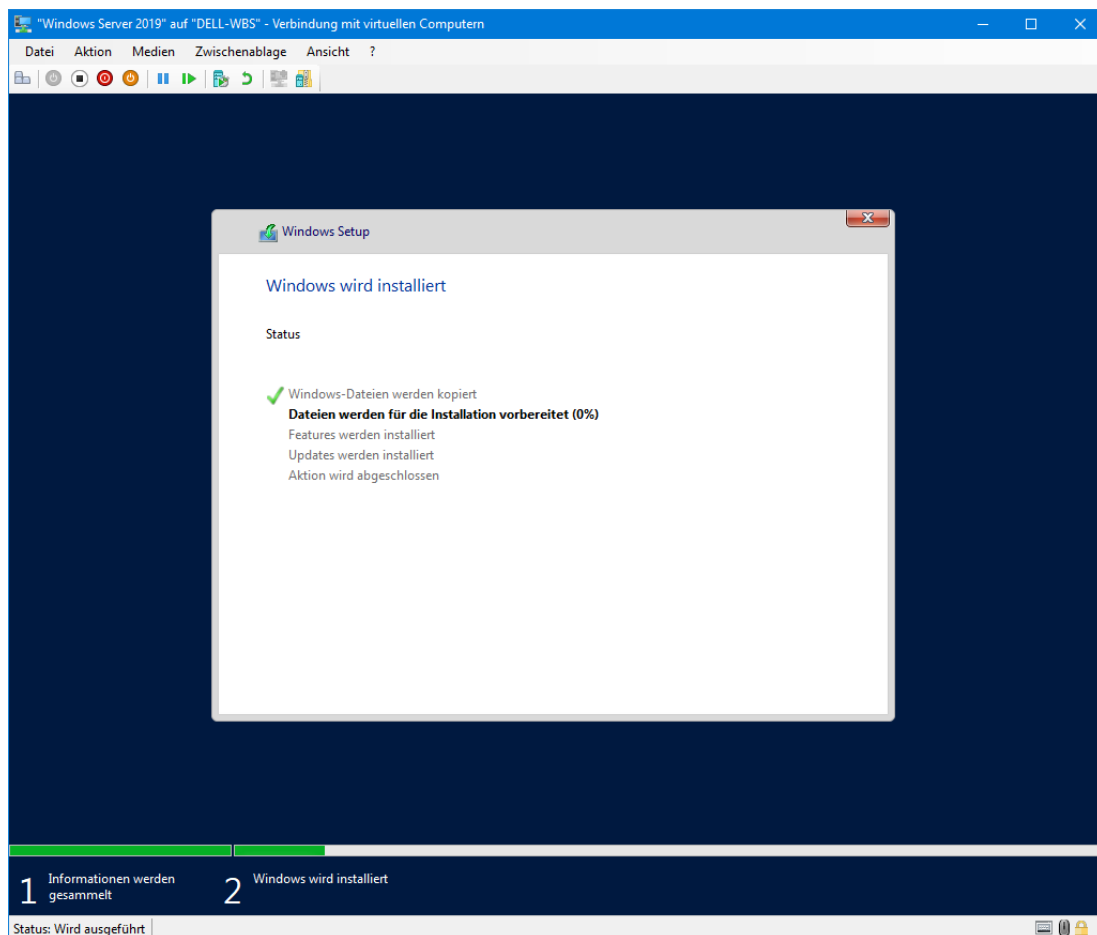 "Windows Server 2019" auf "DELL-WBS" - Verbindung mit virtuellen Computern
Datei Aktion Medien Zwischenablage Ansicht ?
Windows Setup
Windows wird installiert
Status
Windows-Dateien werden kopiert
Dateien werden für die Installation vorbereitet (0%)
Features werden installiert
Updates werden installiert
Aktion wird abgeschlossen
1 Informationen werden
gesammelt
2 Windows wird installiert
Status: Wird ausgeführt